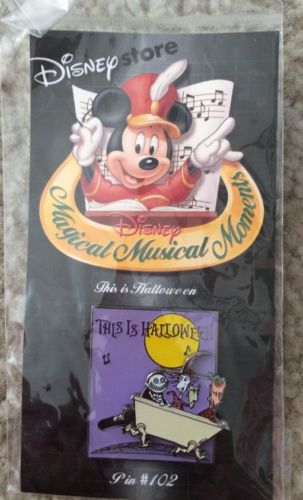 Disney store
Disney
Magical Musical Moments
This is Halloween
THIS IS HALLOWEEN
Pin #102